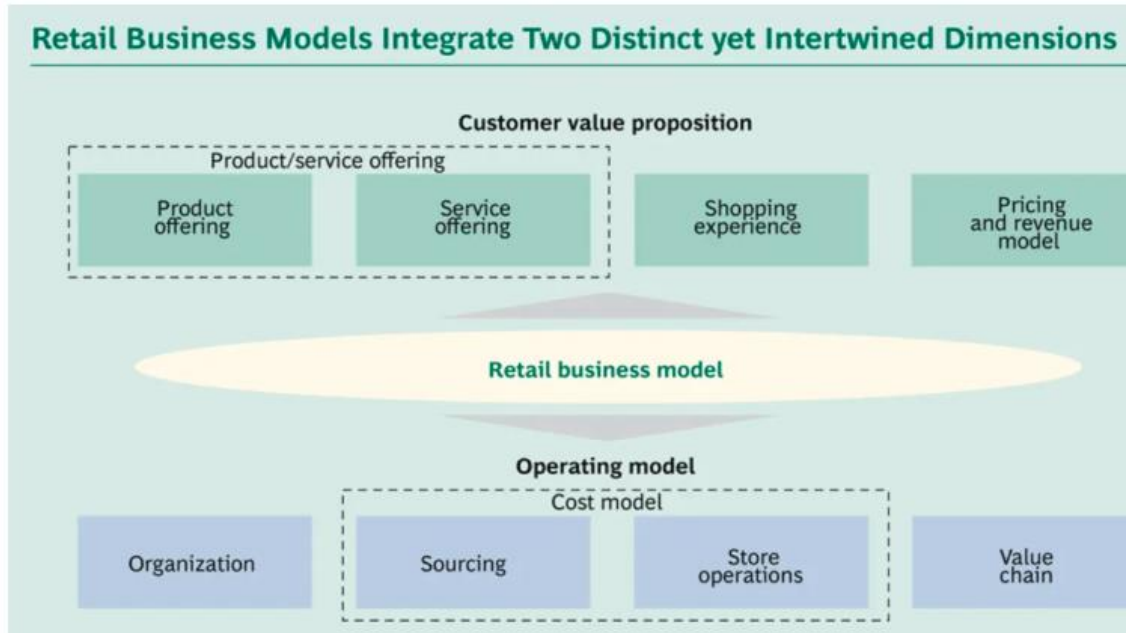 Retail Business Models Integrate Two Distinct yet Intertwined Dimensions
Customer value proposition
Product/service offering
Product
offering
Service
offering
Shopping
experience
Pricing
and revenue
model
Retail business model
Operating model
Cost model
Organization
Sourcing
Store
operations
Value
chain